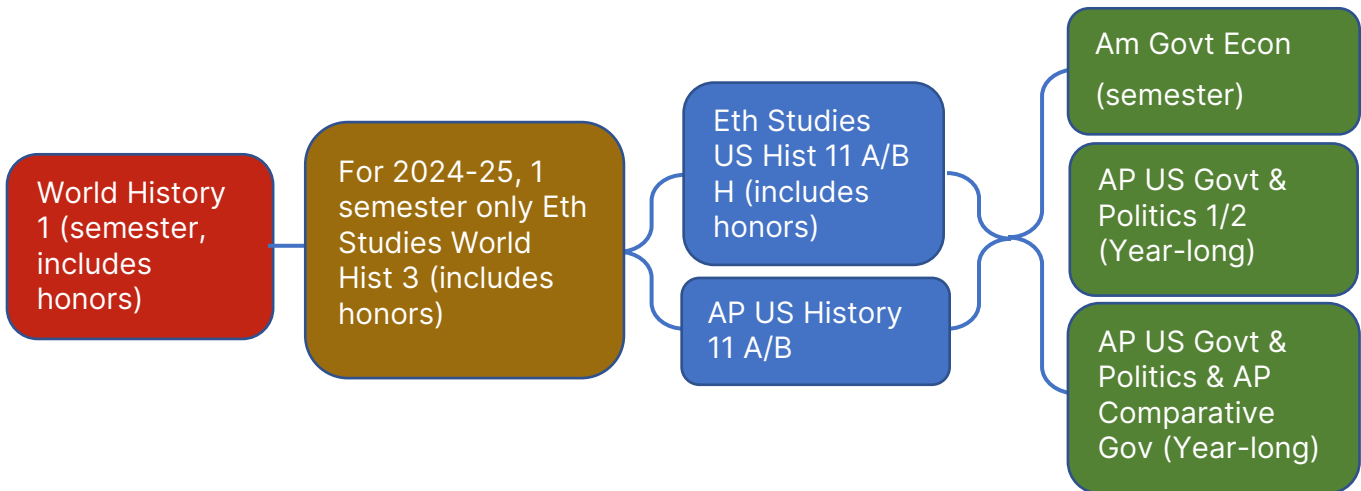 World History
1 (semester,
includes
honors)
For 2024-25, 1
semester only Eth
Studies World
Hist 3 (includes
honors)
Eth Studies
US Hist 11 A/B
H (includes
honors)
AP US History
11 A/B
Am Govt Econ
(semester)
AP US Govt &
Politics 1/2
(Year-long)
AP US Govt &
Politics & AP
Comparative
Gov (Year-long)